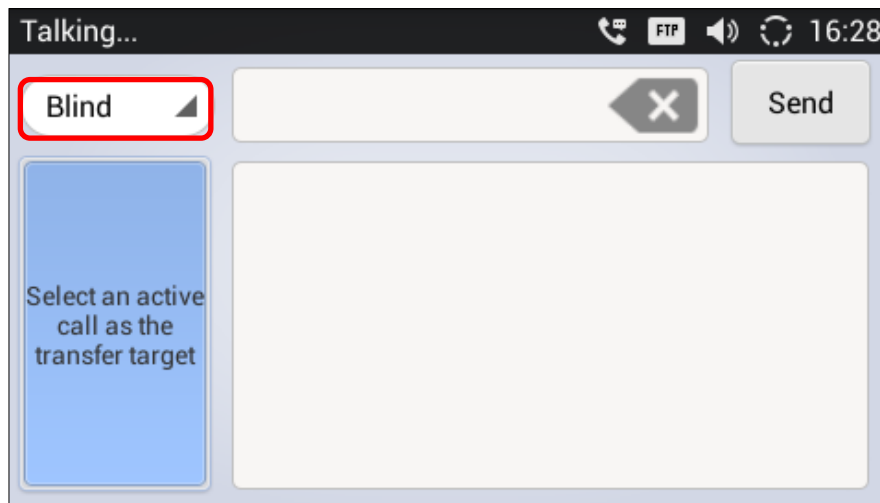 Talking...
FTP
16:28
Blind
Send
Select an active
call as the
transfer target